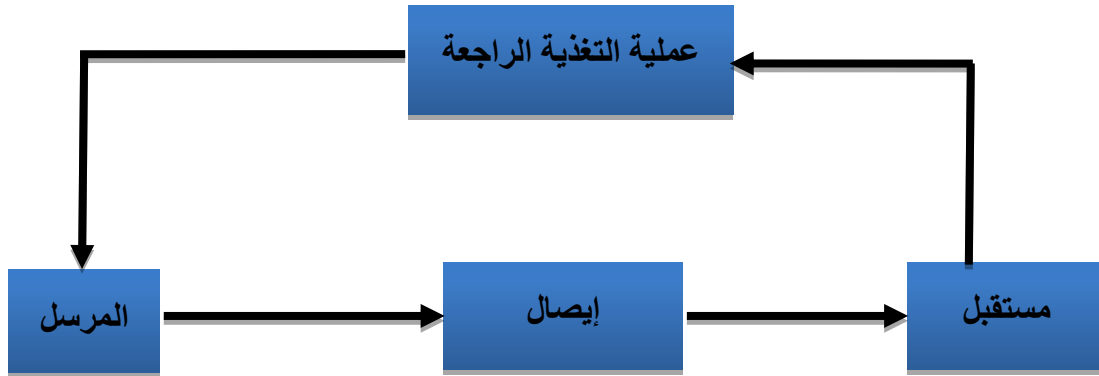 عملية التغذية الراجعة
المرسل
إيصال
مستقبل